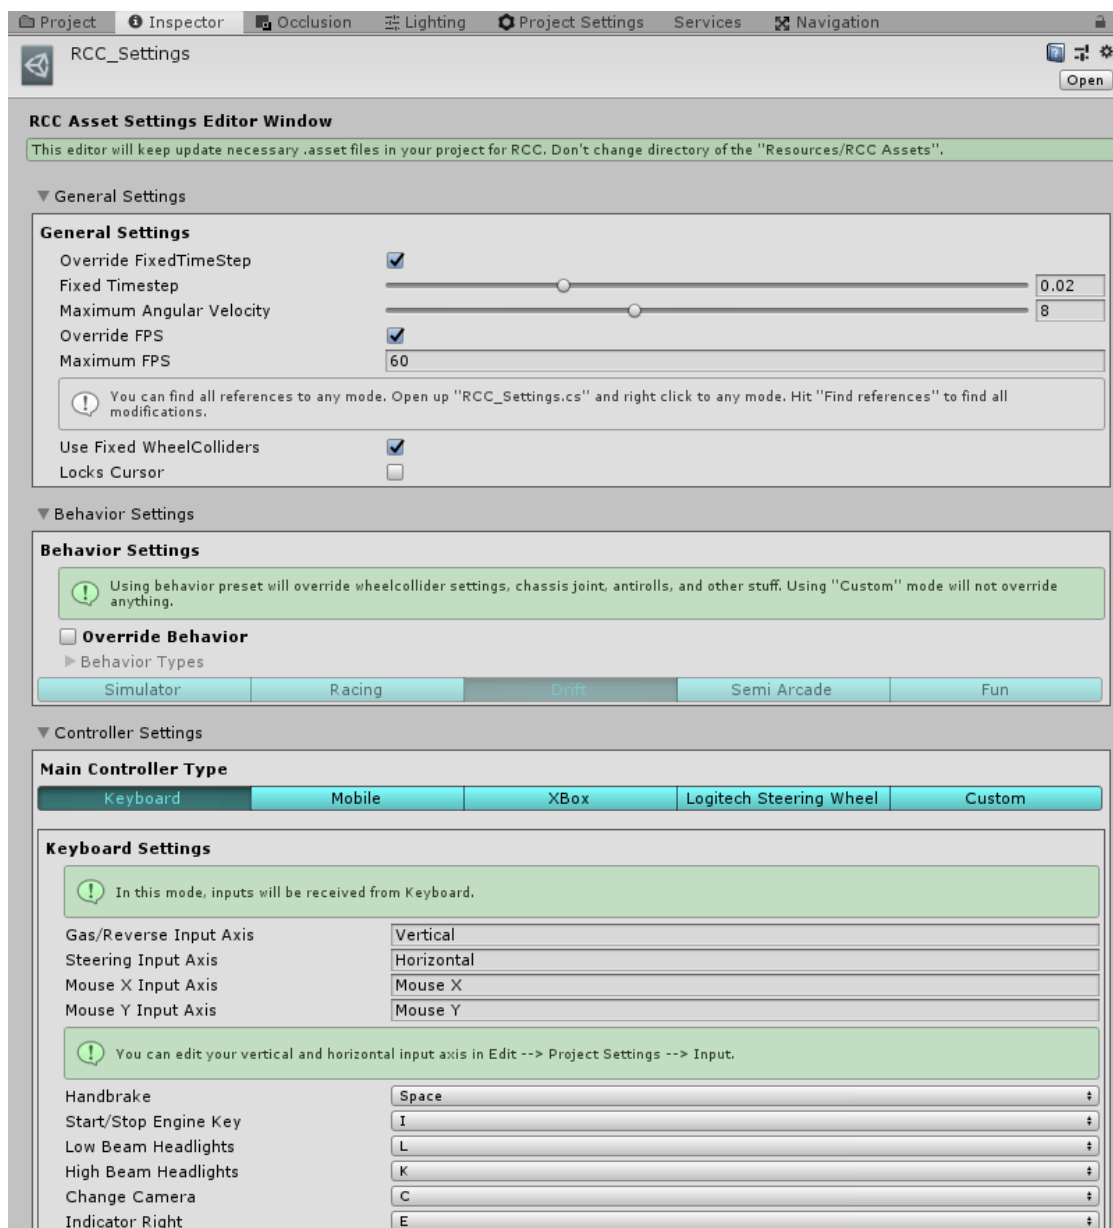 Project Inspector Occlusion Lighting Project Settings Services Navigation
RCC_Settings
Open
RCC Asset Settings Editor Window
This editor will keep update necessary .asset files in your project for RCC. Don't change directory of the "Resources/RCC Assets".
General Settings
General Settings
Override FixedTimeStep
Fixed Timestep 0.02
Maximum Angular Velocity 8
Override FPS
Maximum FPS 60
You can find all references to any mode. Open up "RCC_Settings.cs" and right click to any mode. Hit "Find references" to find all
modifications.
Use Fixed WheelColliders
Locks Cursor
Behavior Settings
Behavior Settings
Using behavior preset will override wheelcollider settings, chassis joint, antirolls, and other stuff. Using "Custom" mode will not override
anything.
Override Behavior
Behavior Types
Simulator Racing Drift Semi Arcade Fun
Controller Settings
Main Controller Type
Keyboard Mobile XBox Logitech Steering Wheel Custom
Keyboard Settings
In this mode, inputs will be received from Keyboard.
Gas/Reverse Input Axis Vertical
Steering Input Axis Horizontal
Mouse X Input Axis Mouse X
Mouse Y Input Axis Mouse Y
You can edit your vertical and horizontal input axis in Edit --> Project Settings --> Input.
Handbrake Space
Start/Stop Engine Key I
Low Beam Headlights L
High Beam Headlights K
Change Camera C
Indicator Right E